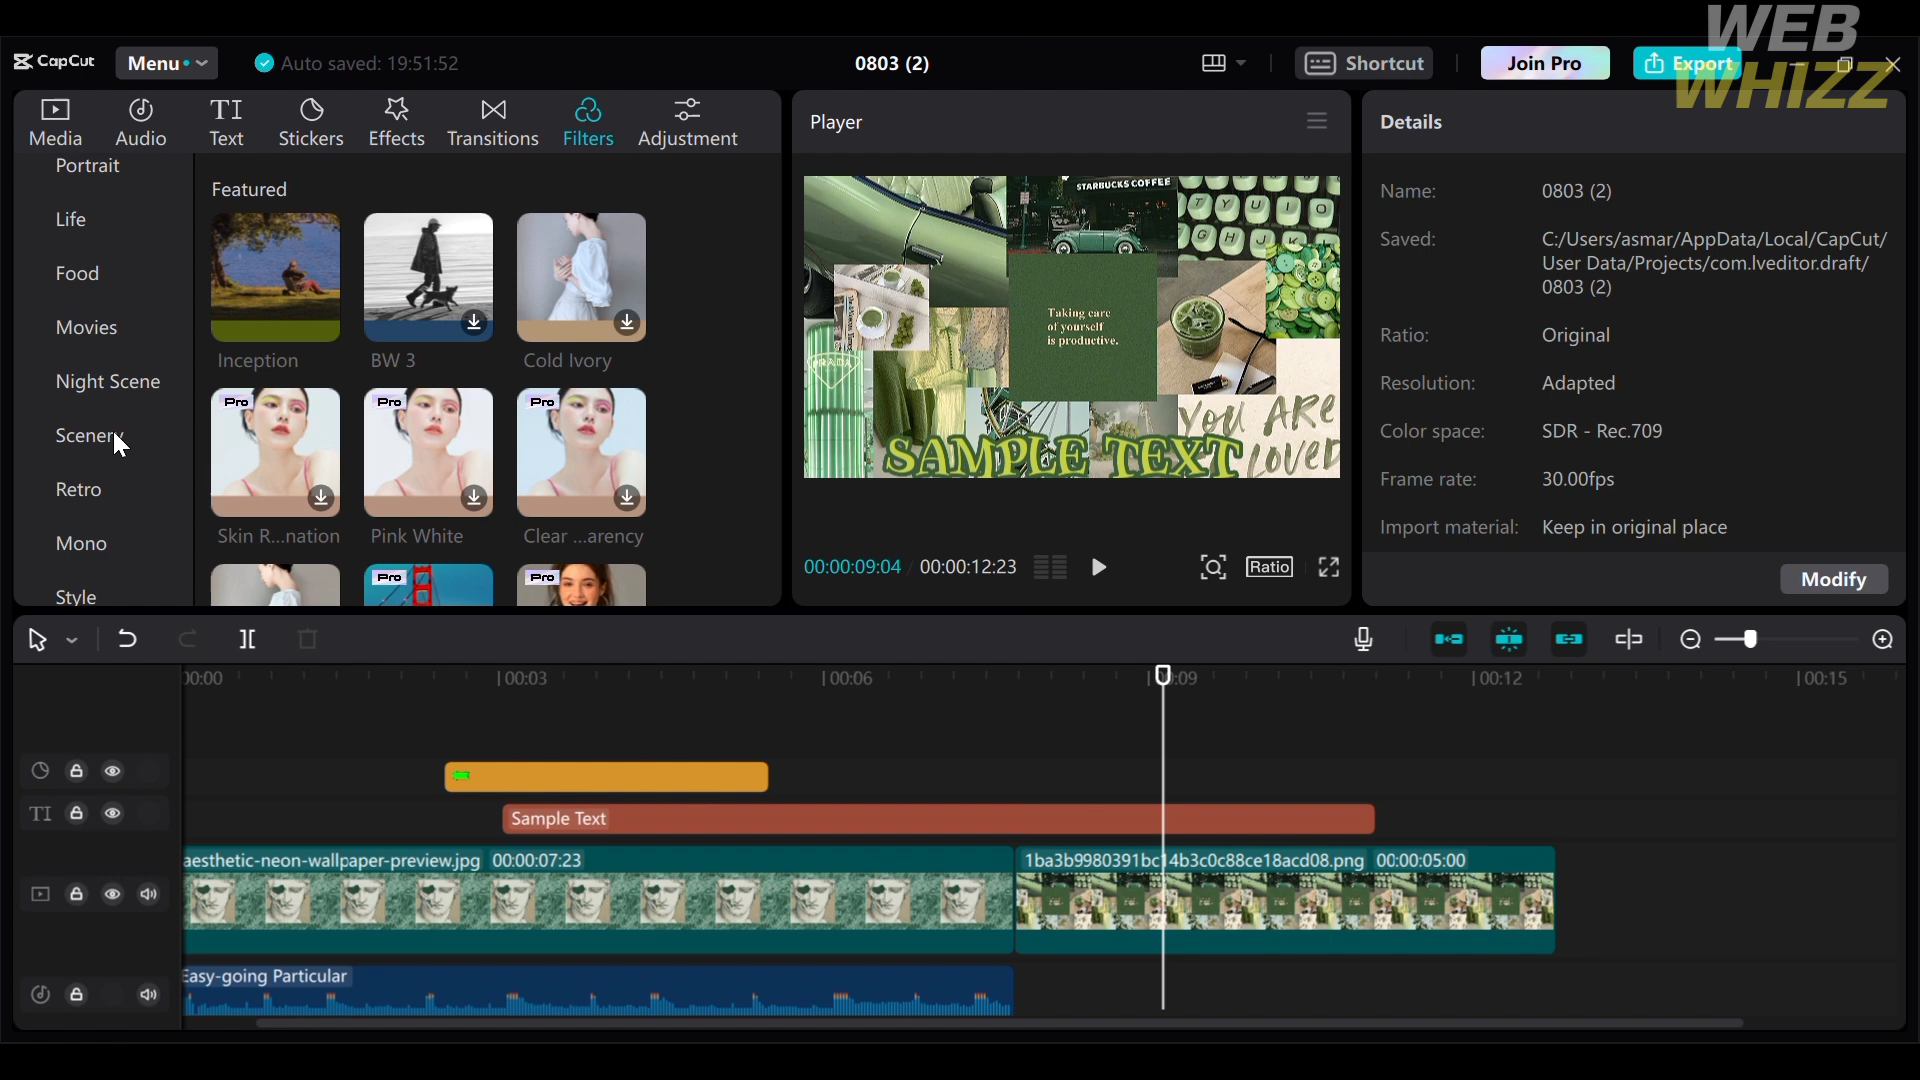 WEB
WHIZZ
CapCut
Menu
Auto saved: 19:51:52
0803 (2)
Shortcut
Join Pro
Export
Media
Audio
Text
Stickers
Effects
Transitions
Filters
Adjustment
Portrait
Life
Food
Movies
Night Scene
Scenery
Retro
Mono
Style
Featured
Inception
BW 3
Cold Ivory
Pro
Pro
Pro
Skin R...nation
Pink White
Clear ...arency
Pro
Pro
Player
STARBUCKS COFFEE
T Y U I O
G H J K
PRADA
Taking care
of yourself
is productive.
YOU ARE
LOVED
SAMPLE TEXT
00:00:09:04 / 00:00:12:23
Ratio
Details
Name: 0803 (2)
Saved: C:/Users/asmar/AppData/Local/CapCut/
User Data/Projects/com.lveditor.draft/
0803 (2)
Ratio: Original
Resolution: Adapted
Color space: SDR - Rec.709
Frame rate: 30.00fps
Import material: Keep in original place
Modify
00:00 00:03 00:06 00:09 00:12 00:15
TI
Sample Text
aesthetic-neon-wallpaper-preview.jpg 00:00:07:23
1ba3b9980391bc14b3c0c88ce18acd08.png 00:00:05:00
Easy-going Particular